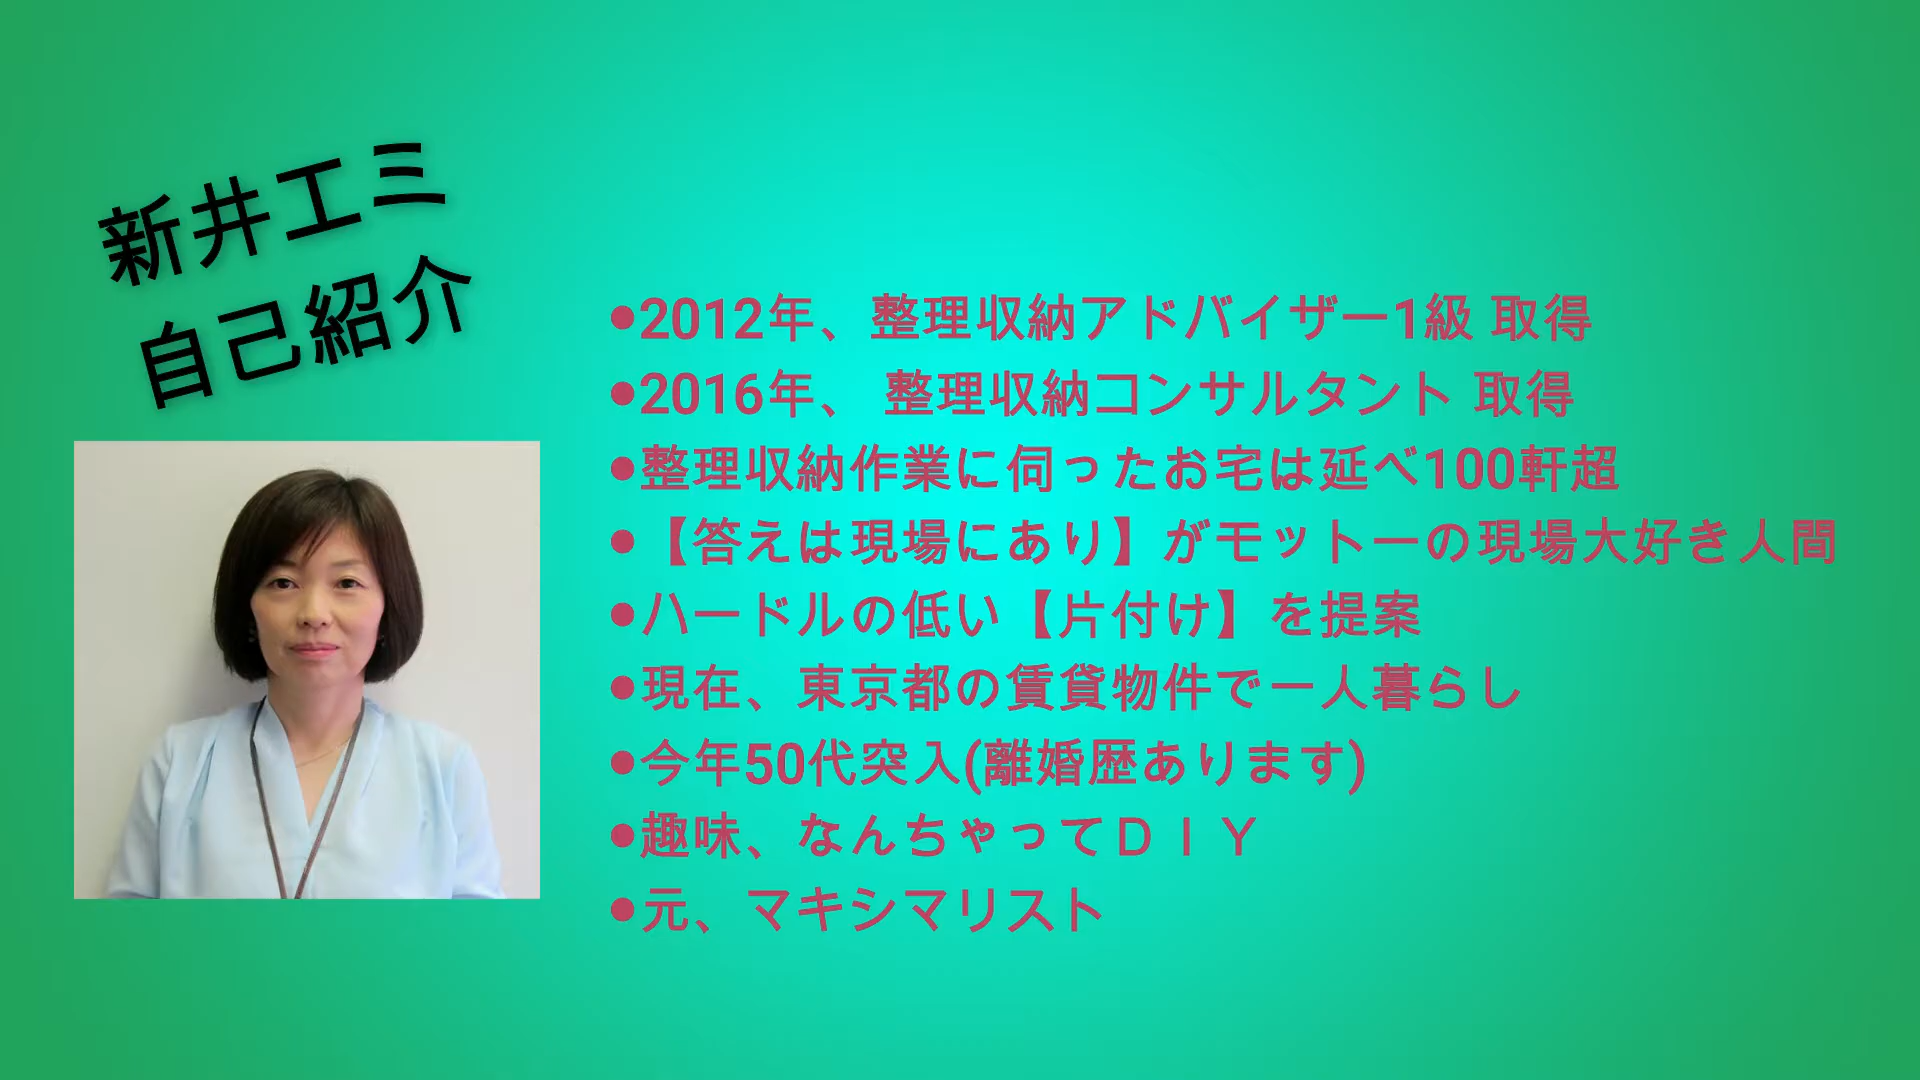 新井エミ
自己紹介
●2012年、整理収納アドバイザー1級 取得
●2016年、 整理収納コンサルタント 取得
●整理収納作業に伺ったお宅は延べ100軒超
●【答えは現場にあり】がモットーの現場大好き人間
●ハードルの低い【片付け】を提案
●現在、東京都の賃貸物件で一人暮らし
●今年50代突入(離婚歴あります)
●趣味、なんちゃってＤＩＹ
●元、マキシマリスト